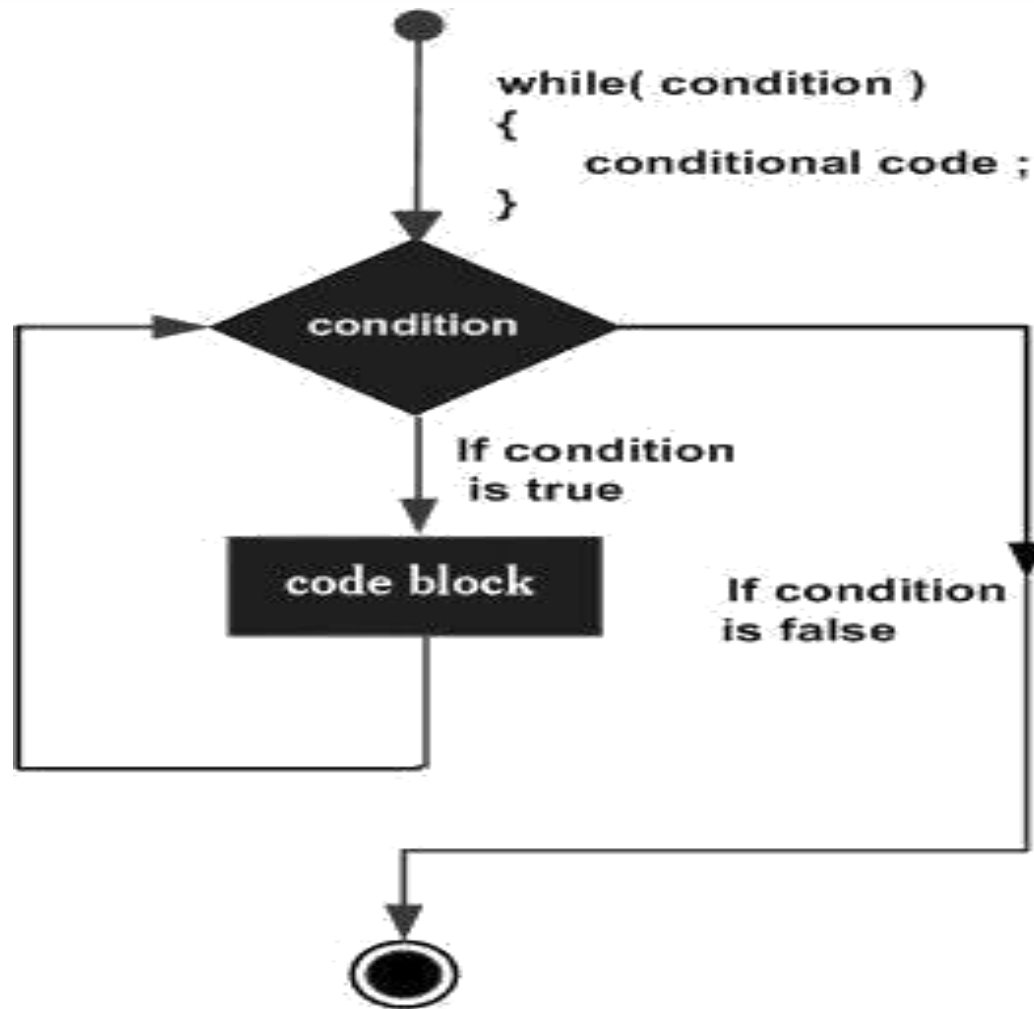 while( condition )
{
conditional code ;
}
condition
If condition
is true
code block
If condition
is false